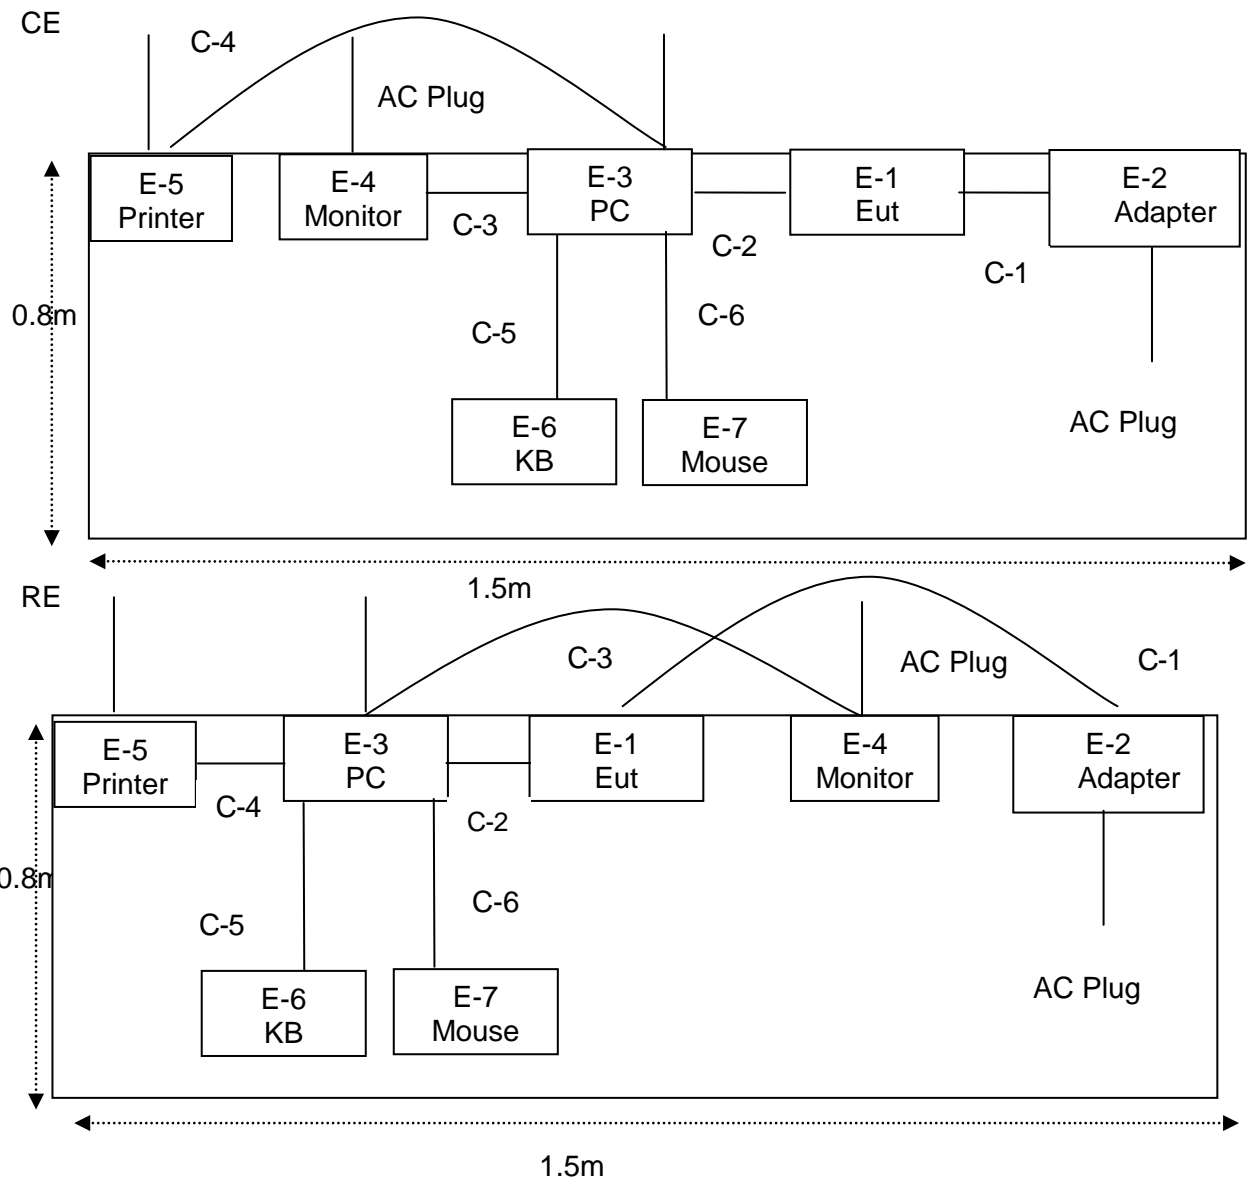 CE
C-4
AC Plug
E-5
Printer
E-4
Monitor
E-3
PC
E-1
Eut
E-2
Adapter
C-3
C-2
C-1
0.8m
C-5
C-6
E-6
KB
E-7
Mouse
AC Plug
1.5m
RE
C-3
AC Plug
C-1
E-5
Printer
E-3
PC
E-1
Eut
E-4
Monitor
E-2
Adapter
C-4
C-2
0.8m
C-6
C-5
E-6
KB
E-7
Mouse
AC Plug
1.5m